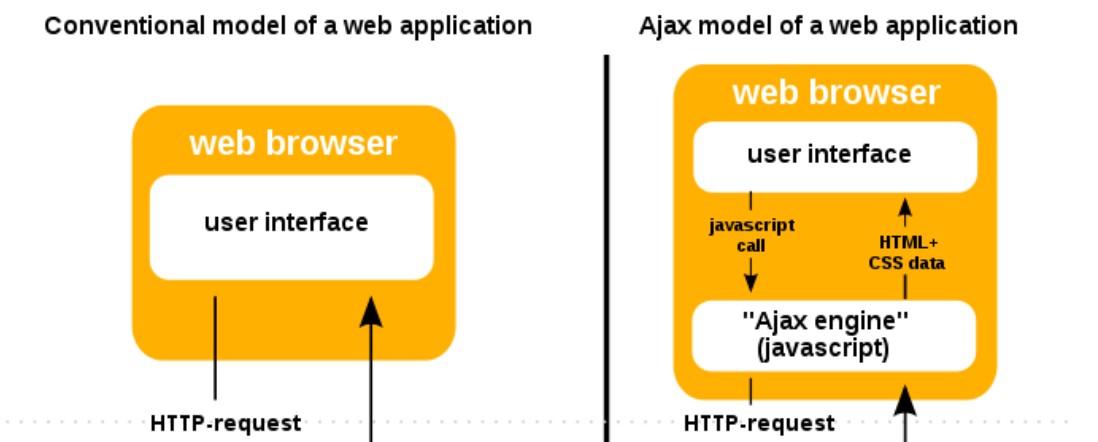 Conventional model of a web application
web browser
user interface
HTTP-request
Ajax model of a web application
web browser
user interface
javascript
call
HTML+
CSS data
"Ajax engine"
(javascript)
HTTP-request